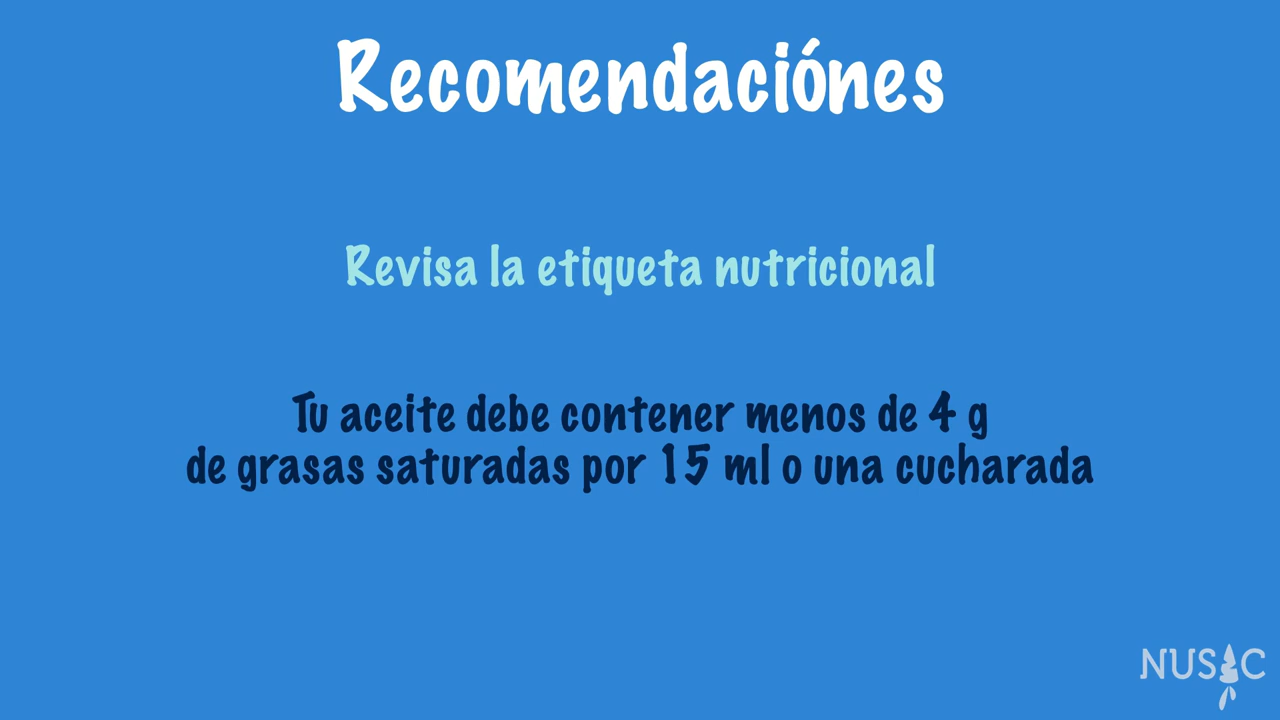 Recomendaciónes
Revisa la etiqueta nutricional
Tu aceite debe contener menos de 4 g
de grasas saturadas por 15 ml o una cucharada
NUSIC